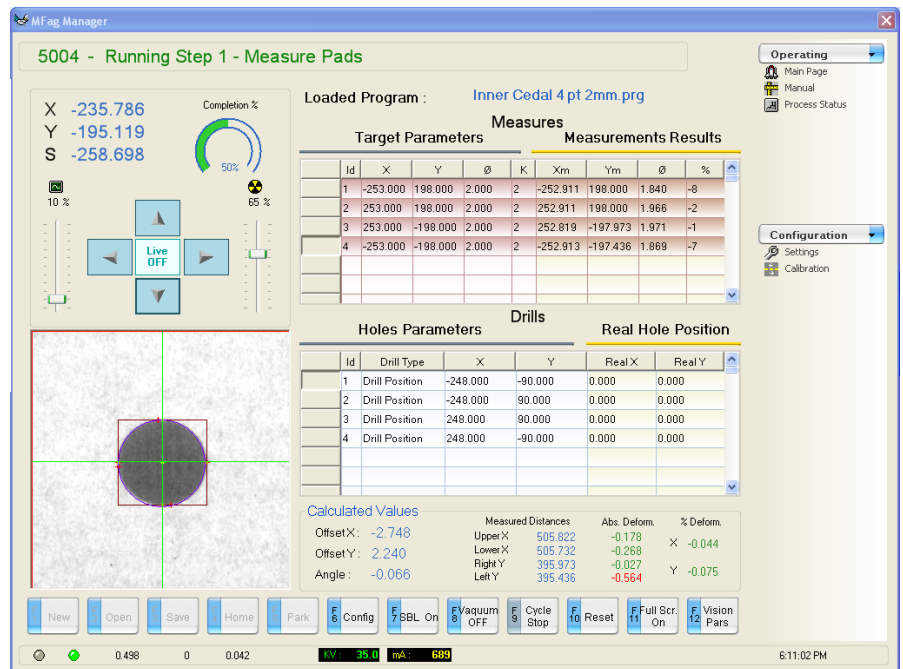 MFag Manager
5004 - Running Step 1 - Measure Pads
X -235.786
Y -195.119
S -258.698
Completion %
50%
10 %
65 %
Live
OFF
Loaded Program : Inner Cedal 4 pt 2mm.prg
Measures
Target Parameters Measurements Results
Id X Y Ø K Xm Ym Ø %
1 -253.000 198.000 2.000 2 -252.911 198.000 1.840 -8
2 253.000 198.000 2.000 2 252.911 198.000 1.966 -2
3 253.000 -198.000 2.000 2 252.819 -197.973 1.971 -1
4 -253.000 -198.000 2.000 2 -252.913 -197.436 1.869 -7
Drills
Holes Parameters Real Hole Position
Id Drill Type X Y Real X Real Y
1 Drill Position -248.000 -90.000 0.000 0.000
2 Drill Position -248.000 90.000 0.000 0.000
3 Drill Position 248.000 90.000 0.000 0.000
4 Drill Position 248.000 -90.000 0.000 0.000
Calculated Values
Offset X : -2.748
Offset Y : 2.240
Angle : -0.066
Measured Distances Abs. Deform. % Deform.
Upper X 505.822 -0.178
Lower X 505.732 -0.268
Right Y 395.973 -0.027
Left Y 395.436 -0.564
X -0.044
Y -0.075
Operating
Main Page
Manual
Process Status
Configuration
Settings
Calibration
New
Open
Save
Home
Park
F6 Config
F7 SBL On
F8 Vaquum OFF
F9 Cycle Stop
F10 Reset
F11 Full Scr. On
F12 Vision Pars
0.498 0 0.042 KV: 35.0 mA: 689 6:11:02 PM